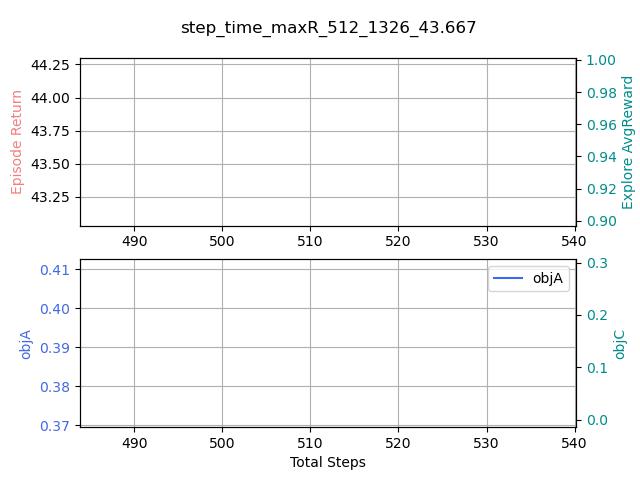 step_time_maxR_512_1326_43.667
44.25
44.00
43.75
43.50
43.25
Episode Return
1.00
0.98
0.96
0.94
0.92
0.90
Explore AvgReward
490 500 510 520 530 540
0.41
0.40
0.39
0.38
0.37
objA
objA
0.3
0.2
0.1
0.0
objC
490 500 510 520 530 540
Total Steps